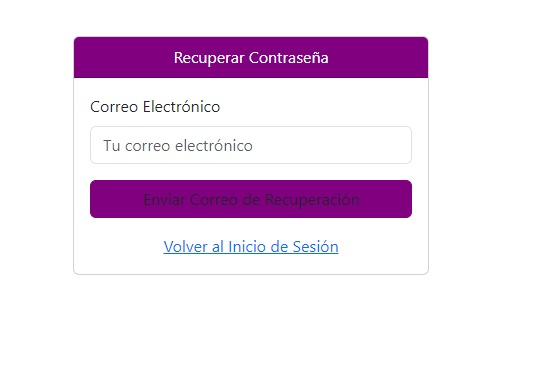 Recuperar Contraseña
Correo Electrónico
Tu correo electrónico
Enviar Correo de Recuperación
Volver al Inicio de Sesión